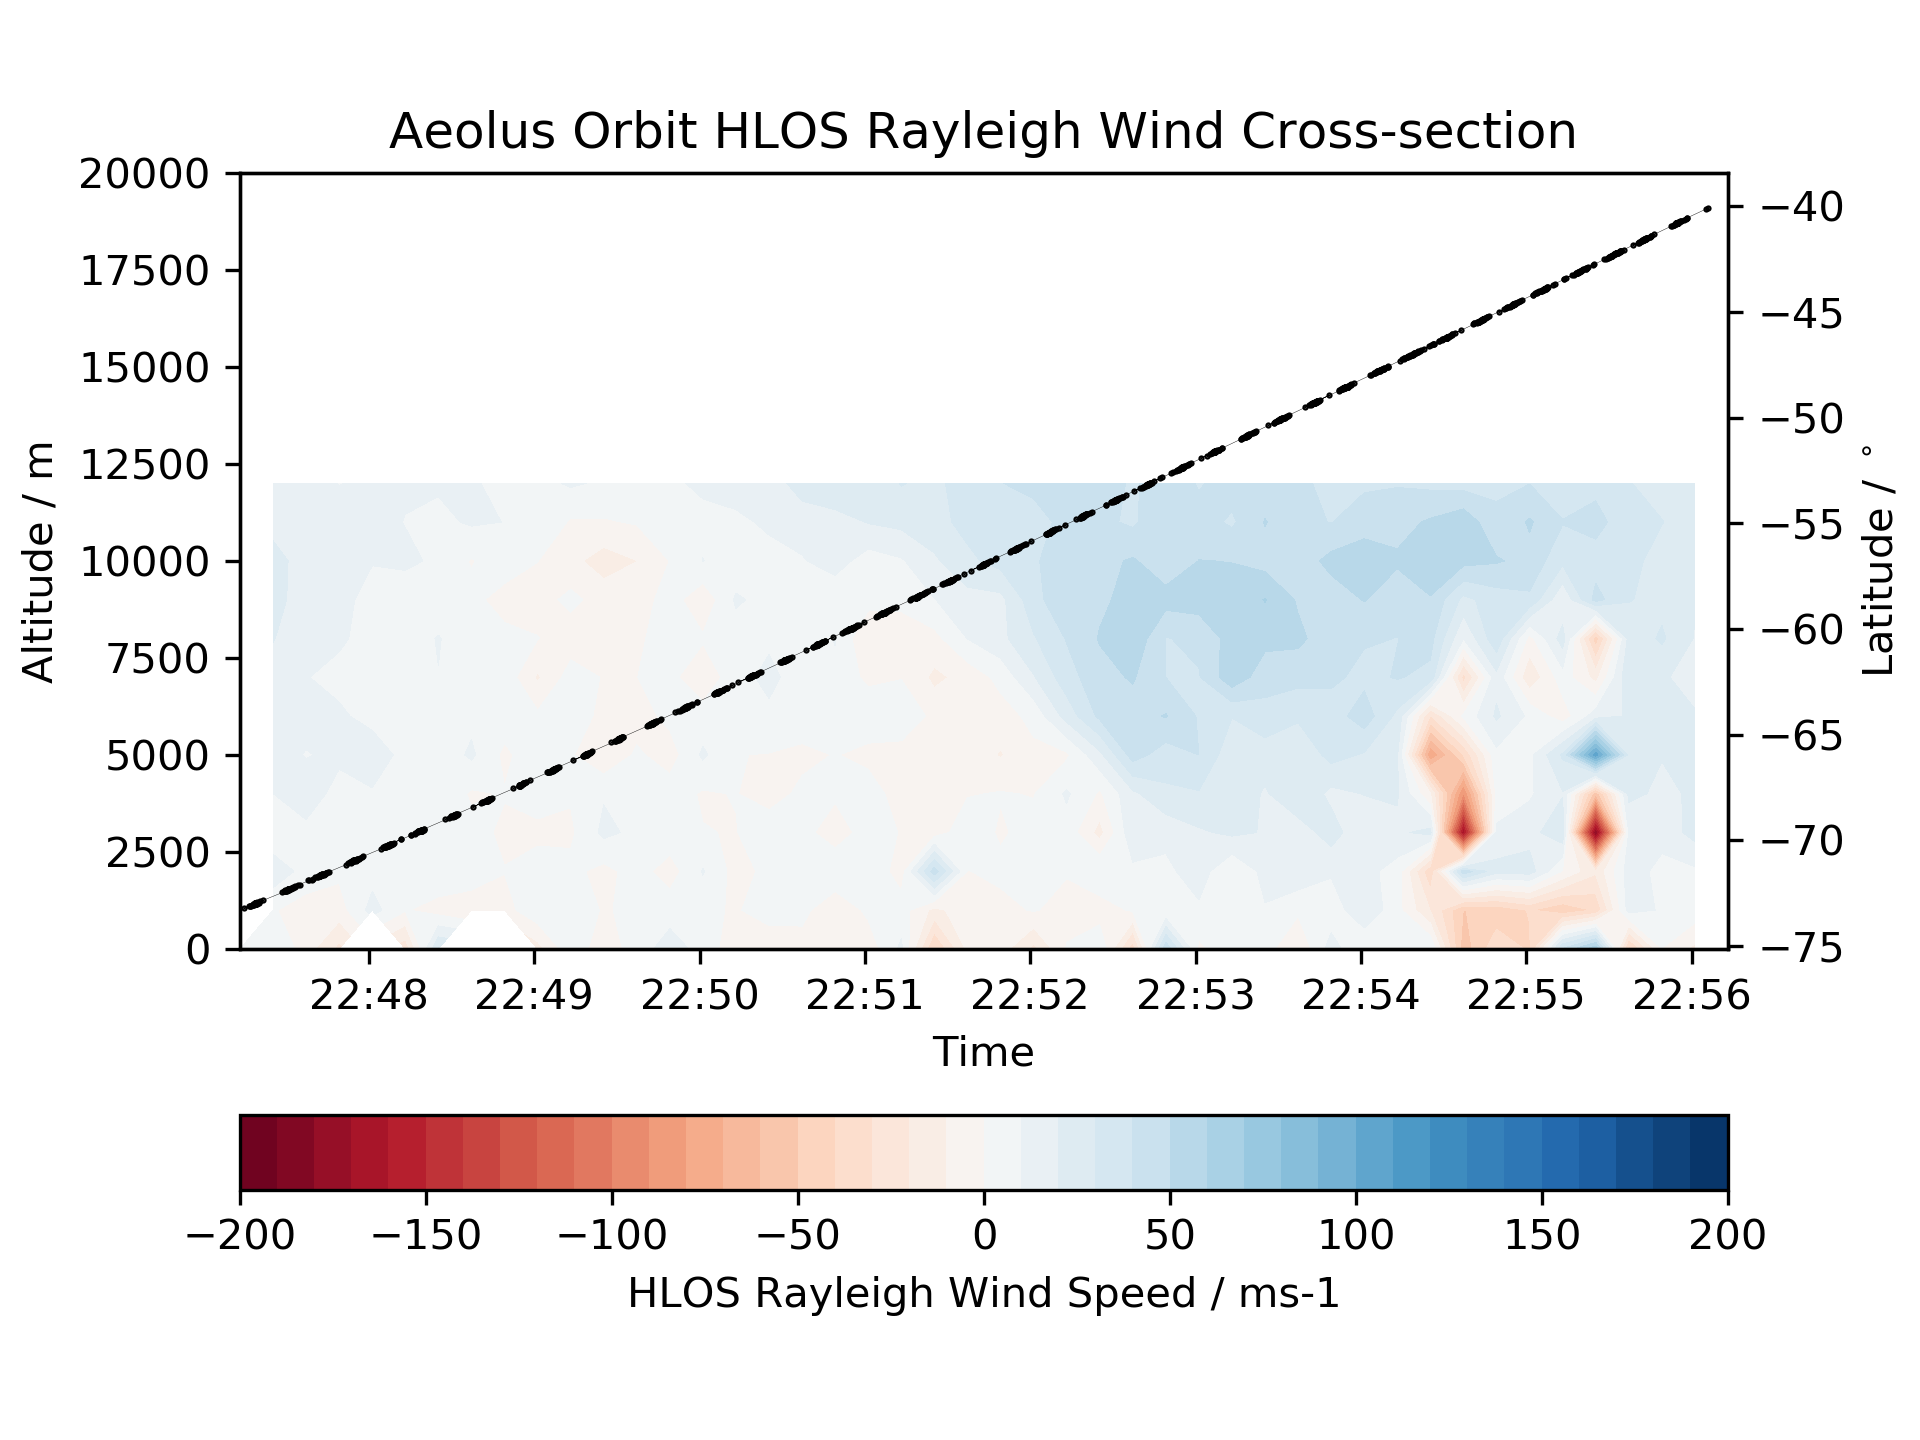 Aeolus Orbit HLOS Rayleigh Wind Cross-section
20000
17500
15000
12500
10000
7500
5000
2500
0
Altitude / m
−40
−45
−50
−55
−60
−65
−70
−75
Latitude / °
22:48 22:49 22:50 22:51 22:52 22:53 22:54 22:55 22:56
Time
−200 −150 −100 −50 0 50 100 150 200
HLOS Rayleigh Wind Speed / ms-1